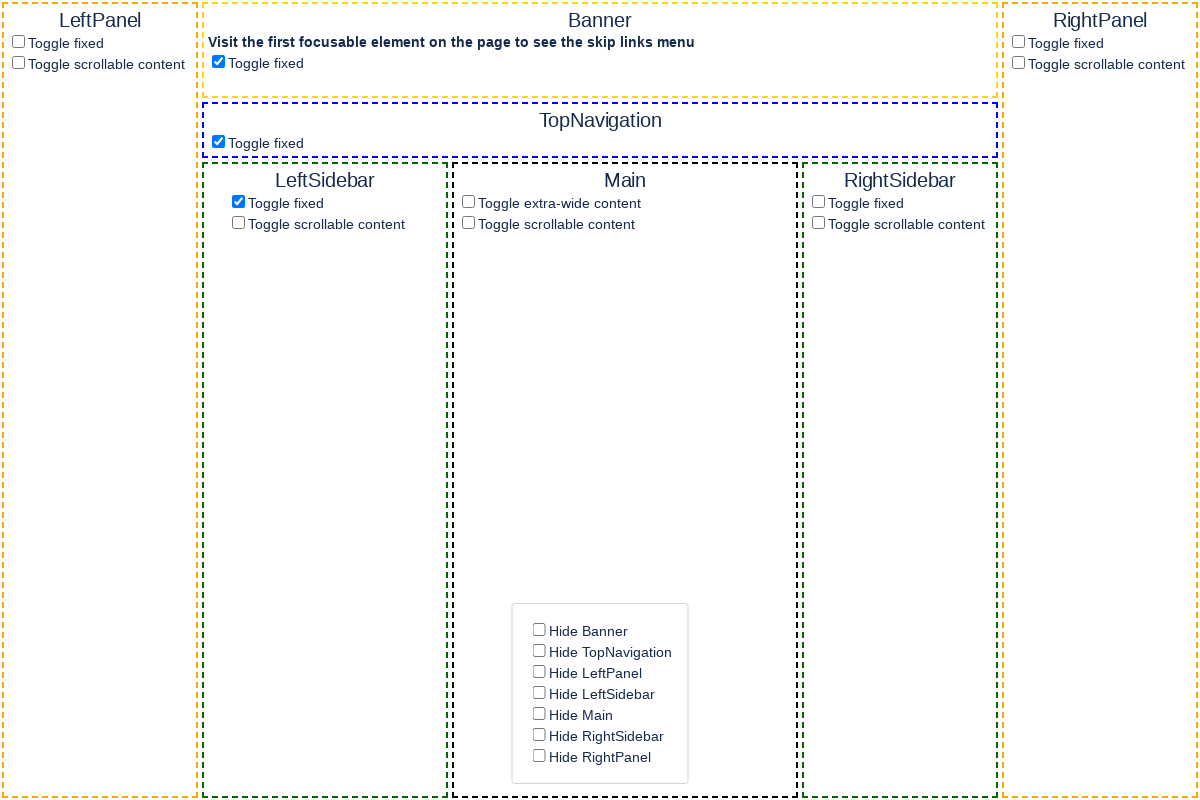 LeftPanel
Toggle fixed
Toggle scrollable content
Banner
Visit the first focusable element on the page to see the skip links menu
Toggle fixed
TopNavigation
Toggle fixed
LeftSidebar
Toggle fixed
Toggle scrollable content
Main
Toggle extra-wide content
Toggle scrollable content
Hide Banner
Hide TopNavigation
Hide LeftPanel
Hide LeftSidebar
Hide Main
Hide RightSidebar
Hide RightPanel
RightSidebar
Toggle fixed
Toggle scrollable content
RightPanel
Toggle fixed
Toggle scrollable content